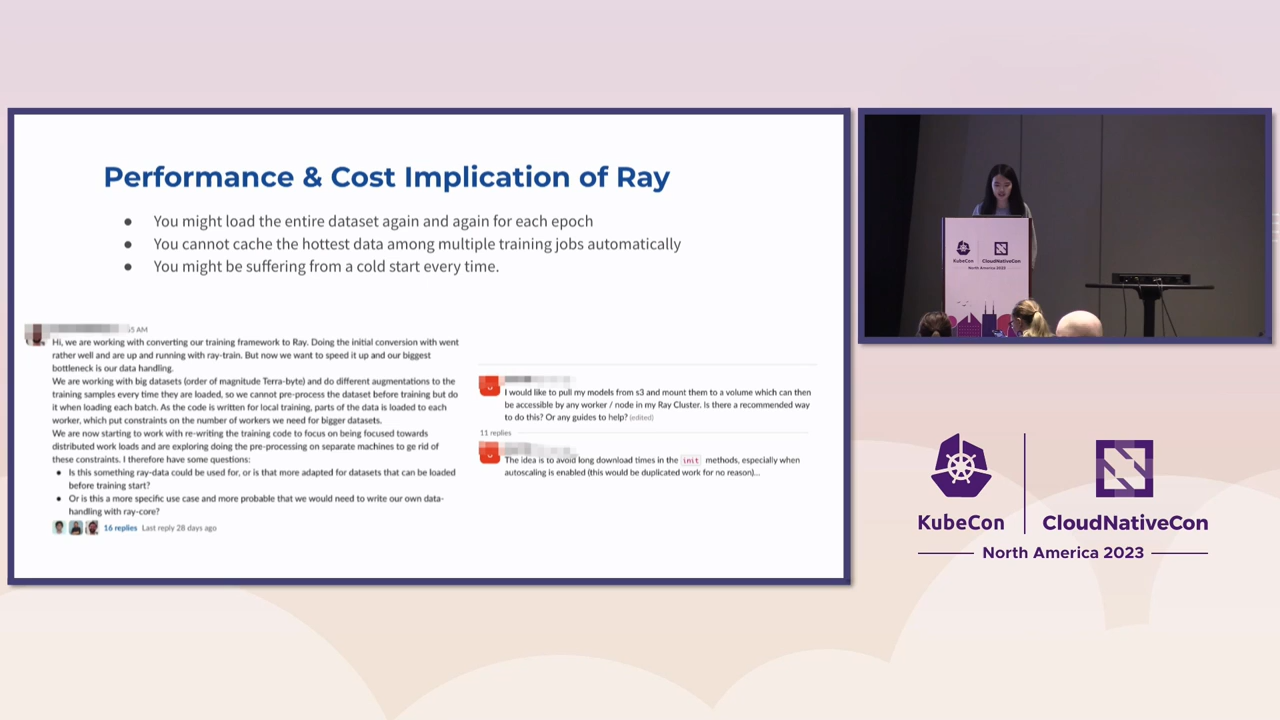 Performance & Cost Implication of Ray
● You might load the entire dataset again and again for each epoch
● You cannot cache the hottest data among multiple training jobs automatically
● You might be suffering from a cold start every time.
5 AM
Hi, we are working with converting our training framework to Ray. Doing the initial conversion with went
rather well and are up and running with ray-train. But now we want to speed it up and our biggest
bottleneck is our data handling.
We are working with big datasets (order of magnitude Terra-byte) and do different augmentations to the
training samples every time they are loaded, so we cannot pre-process the dataset before training but do
it when loading each batch. As the code is written for local training, parts of the data is loaded to each
worker, which put constraints on the number of workers we need for bigger datasets.
We are now starting to work with re-writing the training code to focus on being focused towards
distributed work loads and are exploring doing the pre-processing on separate machines to ge rid of
these constraints. I therefore have some questions:
● Is this something ray-data could be used for, or is that more adapted for datasets that can be loaded
before training start?
● Or is this a more specific use case and more probable that we would need to write our own data-
handling with ray-core?
16 replies Last reply 28 days ago
I would like to pull my models from s3 and mount them to a volume which can then
be accessible by any worker / node in my Ray Cluster. Is there a recommended way
to do this? Or any guides to help? (edited)
11 replies
The idea is to avoid long download times in the init methods, especially when
autoscaling is enabled (this would be duplicated work for no reason)...
KubeCon CloudNativeCon
North America 2023
KubeCon CloudNativeCon
North America 2023